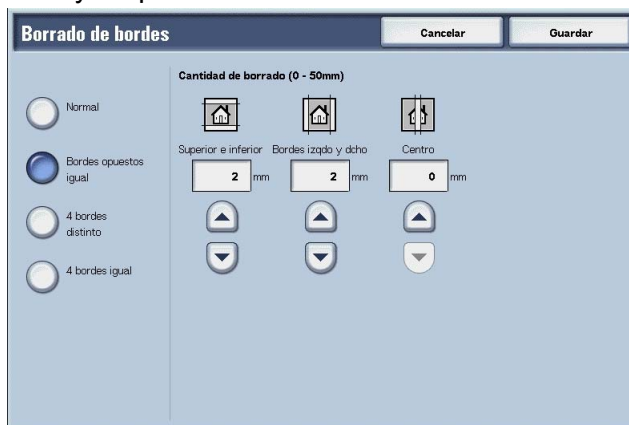 Borrado de bordes
Cancelar
Guardar
Cantidad de borrado (0 - 50mm)
Normal
Bordes opuestos
igual
4 bordes
distinto
4 bordes igual
Superior e inferior
2 mm
Bordes izqdo y dcho
2 mm
Centro
0 mm